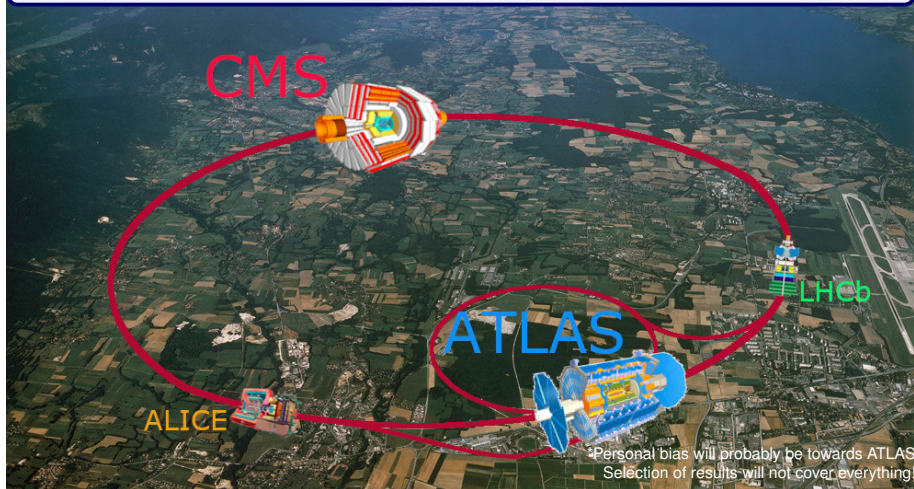 CMS
LHCb
ATLAS
ALICE
*Personal bias will probably be towards ATLAS
Selection of results will not cover everything!